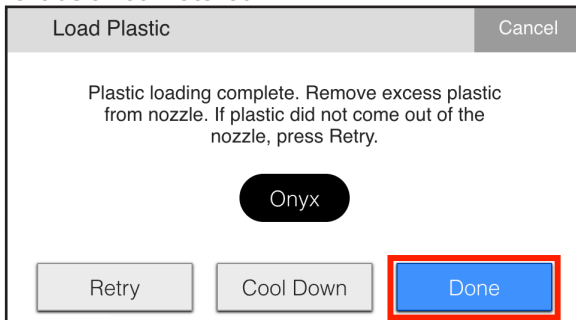 Load Plastic
Cancel
Plastic loading complete. Remove excess plastic
from nozzle. If plastic did not come out of the
nozzle, press Retry.
Onyx
Retry
Cool Down
Done